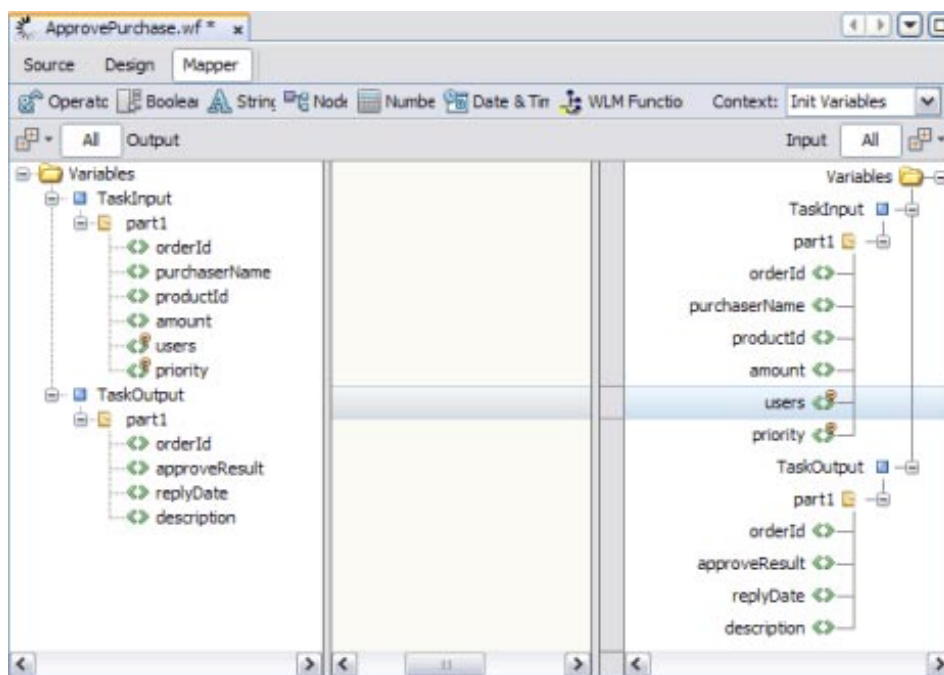 ApprovePurchase.wf *
Source Design Mapper
Operatc Boolear String Node Numbe Date & Tin WLM Functio Context: Init Variables
All Output Input All
Variables
TaskInput
part1
orderId
purchaserName
productId
amount
users
priority
TaskOutput
part1
orderId
approveResult
replyDate
description
Variables
TaskInput
part1
orderId
purchaserName
productId
amount
users
priority
TaskOutput
part1
orderId
approveResult
replyDate
description